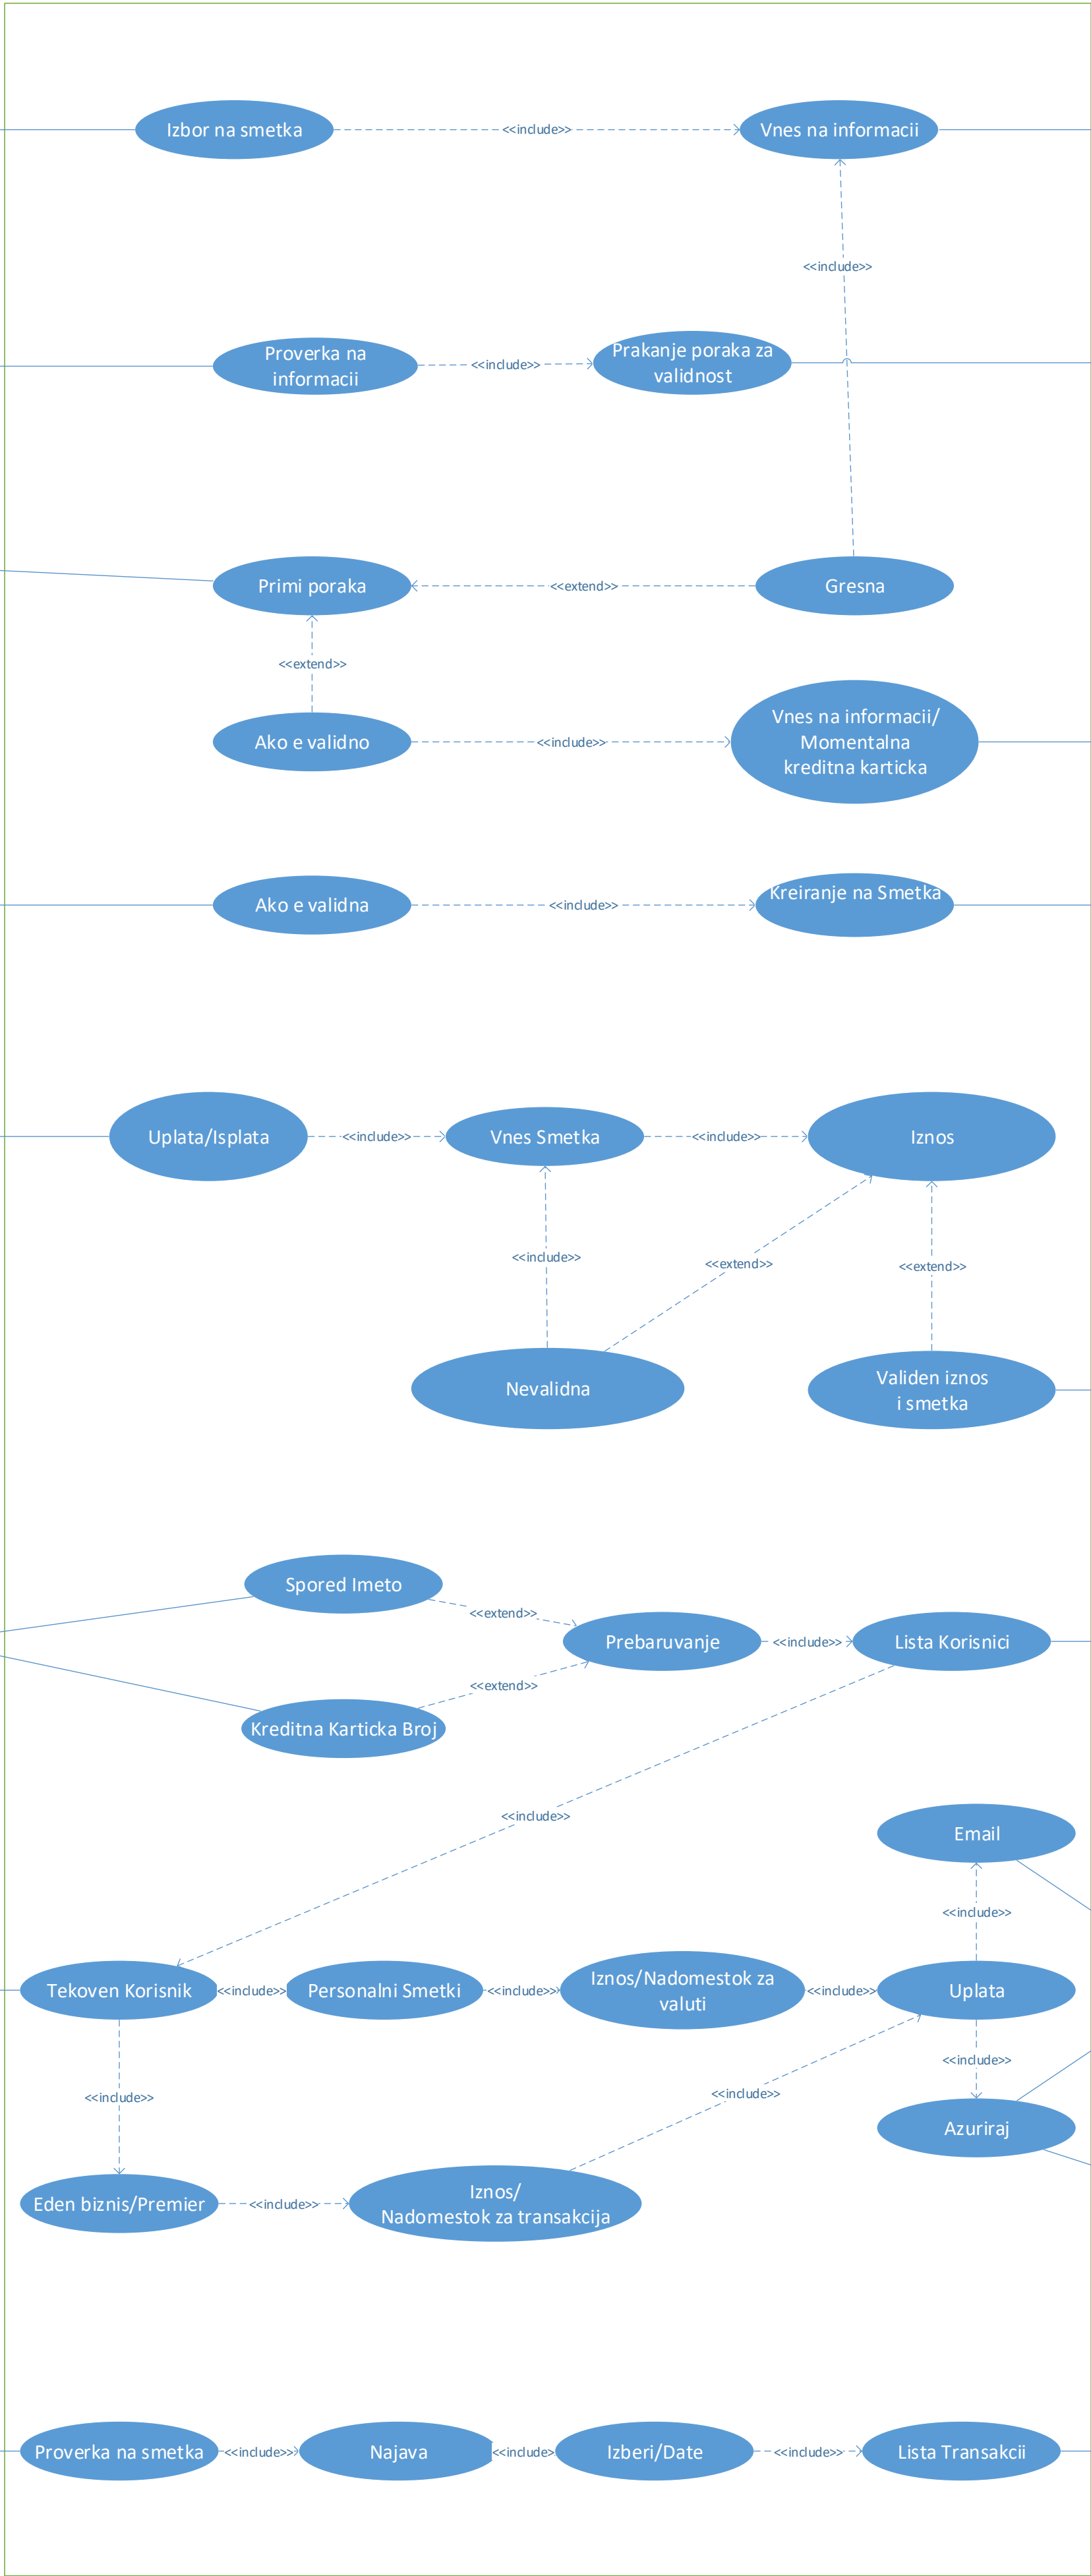 Izbor na smetka
<<include>>
Vnes na informacii
<<include>>
Proverka na
informacii
<<include>>
Prakanje poraka za
validnost
Primi poraka
<<extend>>
Gresna
<<extend>>
Ako e validno
<<include>>
Vnes na informacii/
Momentalna
kreditna karticka
Ako e validna
<<include>>
Kreiranje na Smetka
Uplata/Isplata
<<include>>
Vnes Smetka
<<include>>
Iznos
<<include>>
<<extend>>
<<extend>>
Nevalidna
Validen iznos
i smetka
Spored Imeto
<<extend>>
Prebaruvanje
<<include>>
Lista Korisnici
<<extend>>
Kreditna Karticka Broj
<<include>>
Email
<<include>>
Tekoven Korisnik
<<include>>
Personalni Smetki
<<include>>
Iznos/Nadomestok za
valuti
<<include>>
Uplata
<<include>>
<<include>>
<<include>>
Azuriraj
Eden biznis/Premier
<<include>>
Iznos/
Nadomestok za transakcija
Proverka na smetka
<<include>>
Najava
<<include>
Izberi/Date
<<include>>
Lista Transakcii